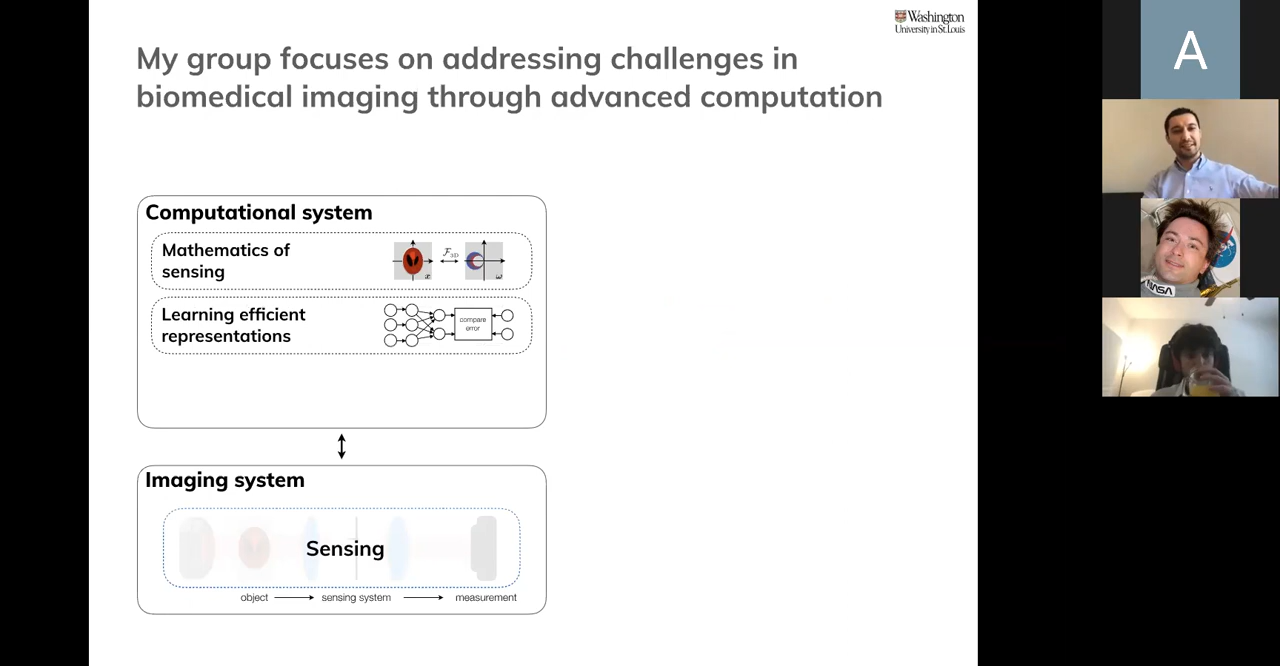 Washington
University in St. Louis
My group focuses on addressing challenges in
biomedical imaging through advanced computation
A
Computational system
Mathematics of
sensing
F3D
x
ω
Learning efficient
representations
compare
error
NASA
Imaging system
Sensing
object
sensing system
measurement